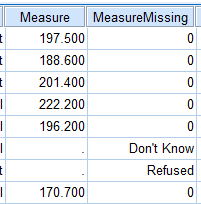 Measure MeasureMissing
t 197.500 0
t 188.600 0
t 201.400 0
l 222.200 0
l 196.200 0
l . Don't Know
t . Refused
l 170.700 0